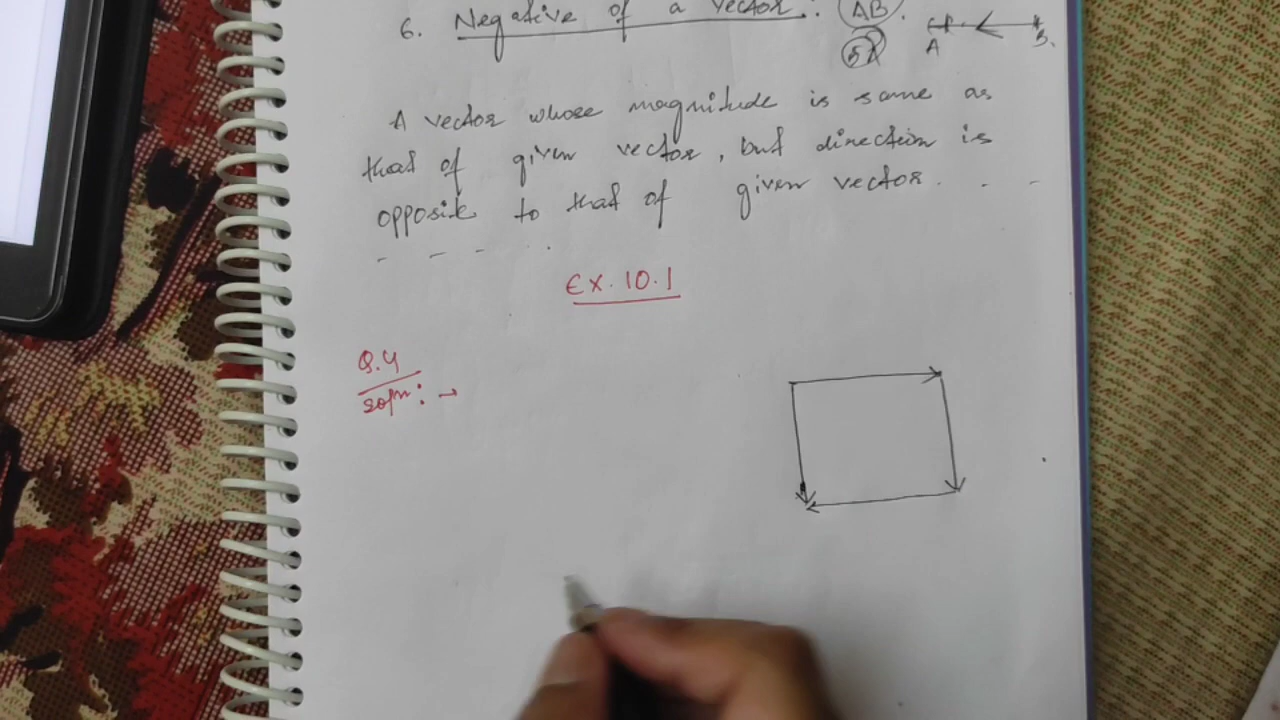 6. Negative of a vector : AB.
BA
A B.
A vector whose magnitude is same as
that of given vector, but direction is
opposite to that of given vector. - -
- - - .
Ex. 10.1
Q.4
Soln: →